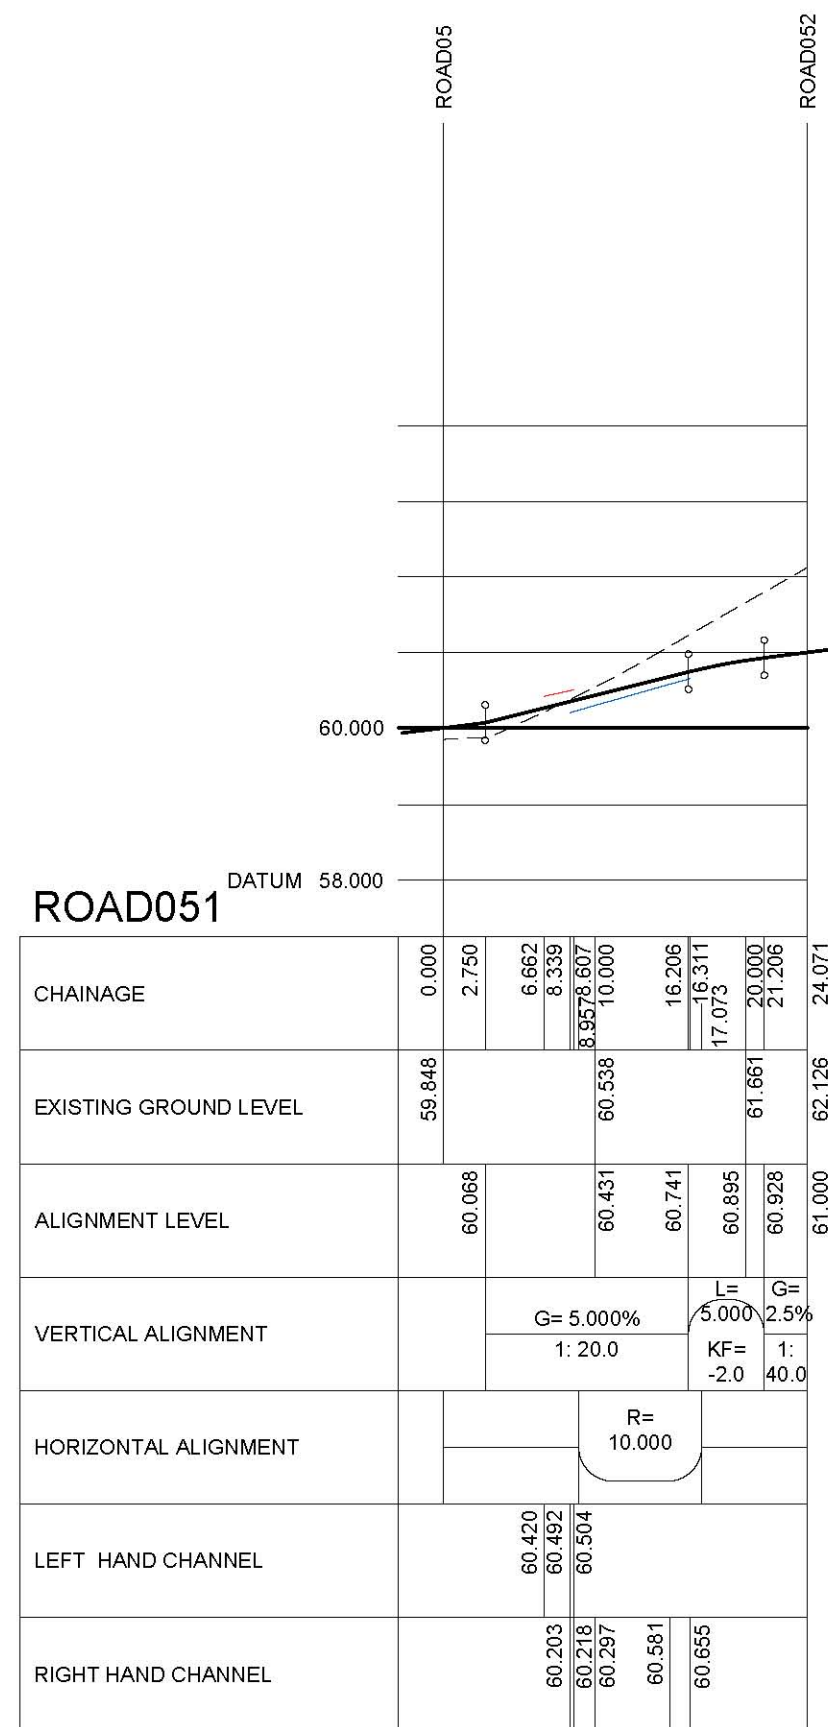 ROAD05
ROAD052
60.000
DATUM 58.000
ROAD051
CHAINAGE
0.000
2.750
6.662
8.339
8.957
8.607
10.000
16.206
16.311
17.073
20.000
21.206
24.071
EXISTING GROUND LEVEL
59.848
60.538
61.661
62.126
ALIGNMENT LEVEL
60.068
60.431
60.741
60.895
60.928
61.000
VERTICAL ALIGNMENT
G= 5.000%
1: 20.0
L=
5.000
KF=
-2.0
G=
2.5%
1:
40.0
HORIZONTAL ALIGNMENT
R=
10.000
LEFT HAND CHANNEL
60.420
60.492
60.504
RIGHT HAND CHANNEL
60.203
60.218
60.297
60.581
60.655